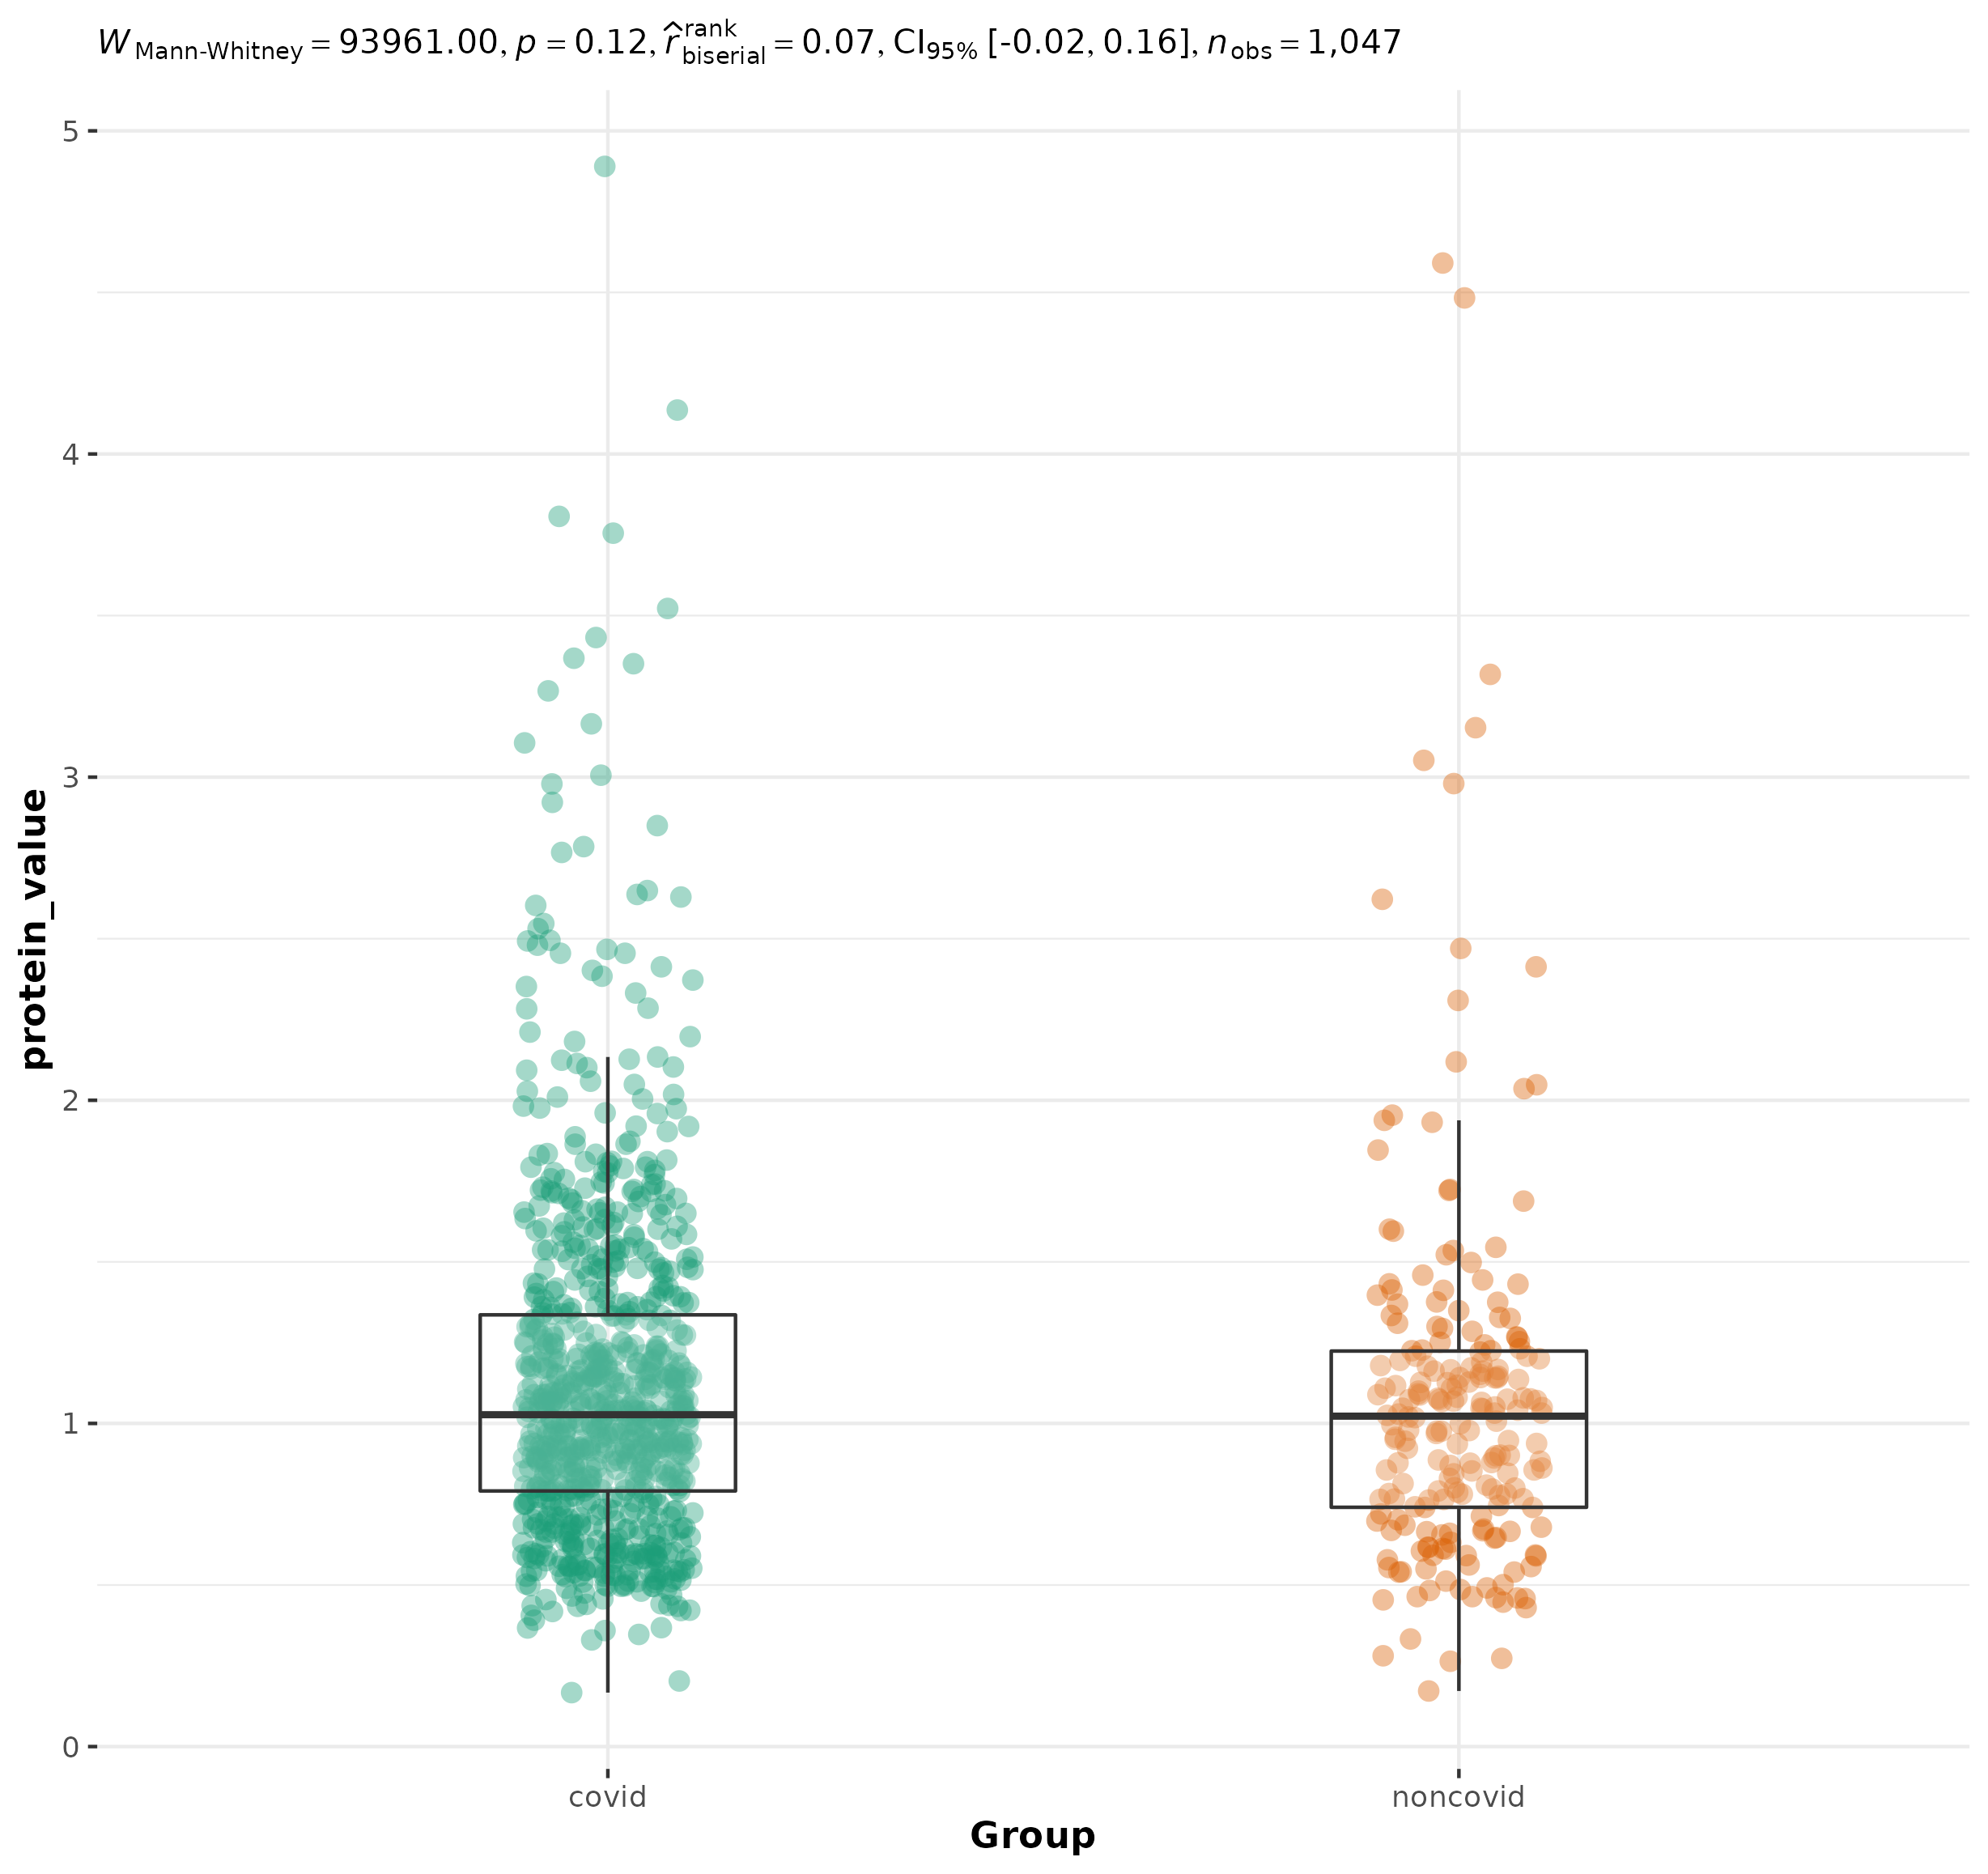 W Mann-Whitney = 93961.00, p = 0.12, r̂ rank biserial = 0.07, CI95% [-0.02, 0.16], n obs = 1,047
5
4
3
2
1
0
protein_value
covid noncovid
Group